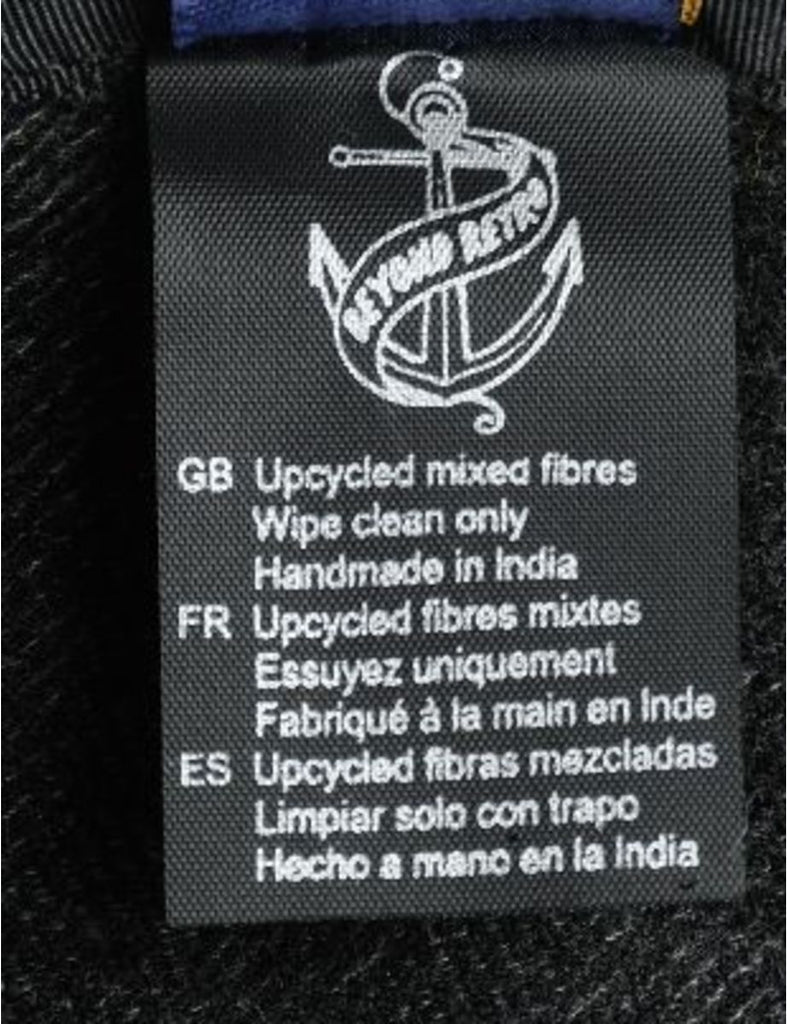 BEYOND RETRO
GB Upcycled mixed fibres
Wipe clean only
Handmade in India
FR Upcycled fibres mixtes
Essuyez uniquement
Fabriqué à la main en Inde
ES Upcycled fibras mezcladas
Limpiar solo con trapo
Hecho a mano en la India